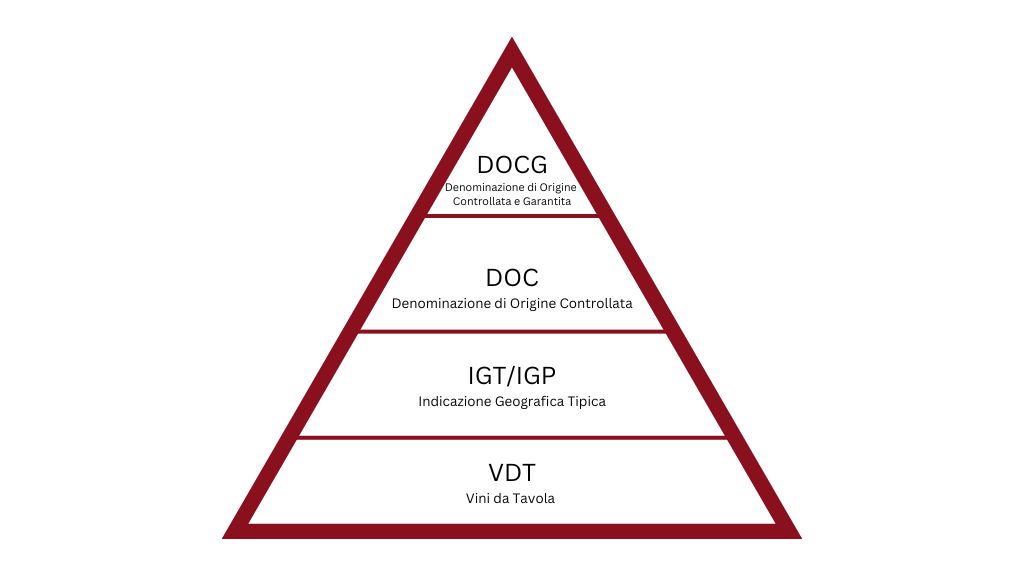 DOCG
Denominazione di Origine
Controllata e Garantita
DOC
Denominazione di Origine Controllata
IGT/IGP
Indicazione Geografica Tipica
VDT
Vini da Tavola